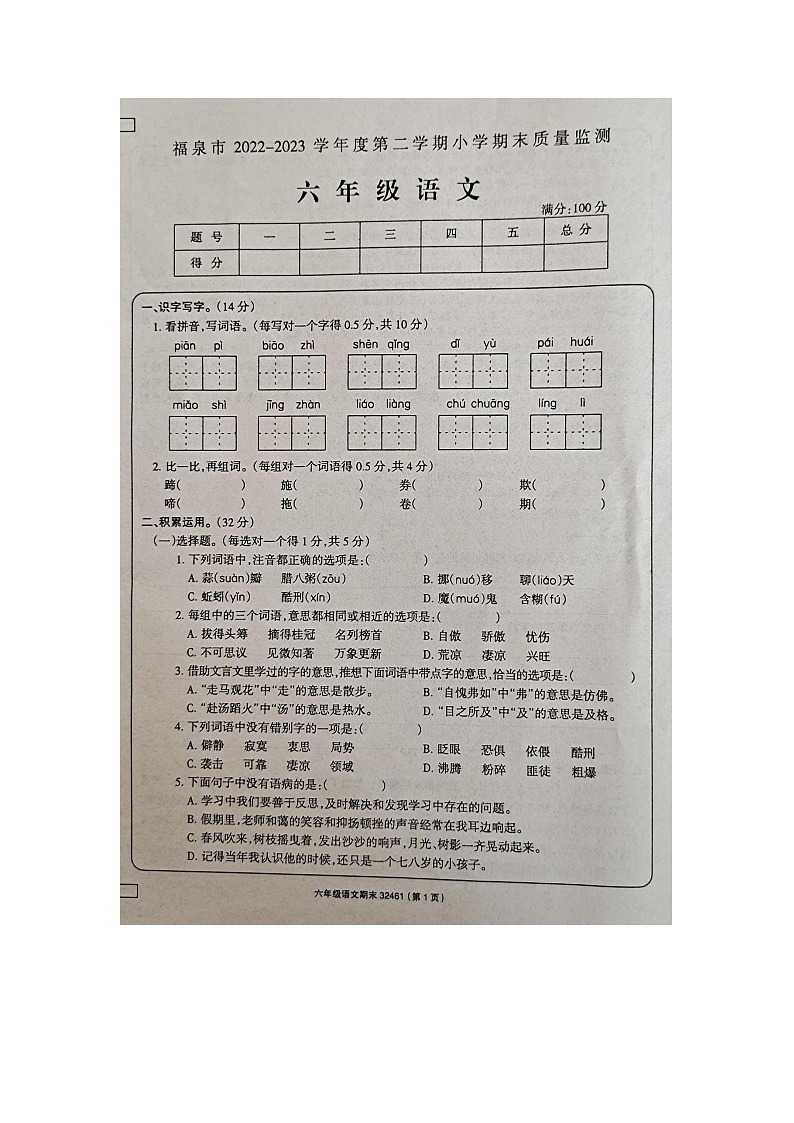 福泉市 2022-2023 学年度第二学期小学期末质量监测
六年级语文
满分:100分
题号 一 二 三 四 五 总分
得分
一、识字写字。(14分)
1. 看拼音,写词语。(每写对一个字得0.5分,共10分)
piān pì biāo zhì shēn qǐng dǐ yù pái huái
miǎo shì jīng zhàn liáo liàng chú chuāng líng lì
2. 比一比,再组词。(每组对一个词语得0.5分,共4分)
蹄( ) 施( ) 券( ) 欺( )
啼( ) 拖( ) 卷( ) 期( )
二、积累运用。(32分)
(一)选择题。(每选对一个得1分,共5分)
1. 下列词语中,注音都正确的选项是:( )
A. 蒜(suàn)瓣 腊八粥(zōu) B. 挪(nuó)移 聊(liáo)天
C. 蚯蚓(yǐn) 酷刑(xín) D. 魔(muó)鬼 含糊(fú)
2. 每组中的三个词语,意思都相同或相近的选项是:( )
A. 拔得头筹 摘得桂冠 名列榜首 B. 自傲 骄傲 忧伤
C. 不可思议 见微知著 万象更新 D. 荒凉 凄凉 兴旺
3. 借助文言文里学过的字的意思,推想下面词语中带点字的意思,恰当的选项是:( )
A. “走马观花”中“走”的意思是散步。 B. “自愧弗如”中“弗”的意思是仿佛。
C. “赴汤蹈火”中“汤”的意思是热水。 D. “目之所及”中“及”的意思是及格。
4. 下列词语中没有错别字的一项是:( )
A. 僻静 寂寞 衷思 局势 B. 眨眼 恐俱 依偎 酷刑
C. 袭击 可靠 凄凉 领域 D. 沸腾 粉碎 匪徒 粗爆
5. 下面句子中没有语病的是:( )
A. 学习中我们要善于反思,及时解决和发现学习中存在的问题。
B. 假期里,老师和蔼的笑容和抑扬顿挫的声音经常在我耳边响起。
C. 春风吹来,树枝摇曳着,发出沙沙的响声,月光、树影一齐晃动起来。
D. 记得当年我认识他的时候,还只是一个七八岁的小孩子。
六年级语文期末 32461(第1页)